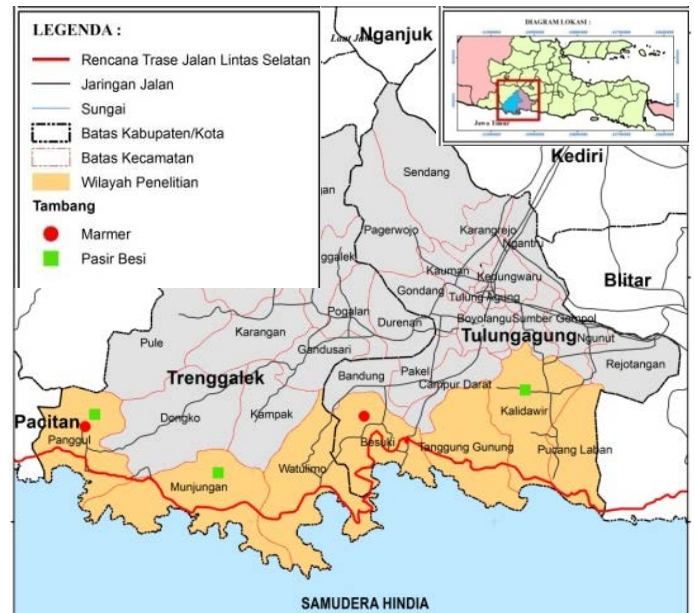 LEGENDA :
Rencana Trase Jalan Lintas Selatan
Jaringan Jalan
Sungai
Batas Kabupaten/Kota
Batas Kecamatan
Wilayah Penelitian
Tambang
Marmer
Pasir Besi
DIAGRAM LOKASI :
Jawa Timur
Nganjuk
Kediri
Sendang
Pagerwojo
Karangrejo
Ngantru
Blitar
Kauman
Kedungwaru
Gondang
Tulung Agung
Pogalan
Boyolangu
Sumber Gempol
Durenan
Karangan
Pule
Gandusari
Tulungagung
Ngunut
Rejotangan
Pakel
Bandung
Campur Darat
Trenggalek
Kalidawir
Pacitan
Dongko
Kampak
Panggul
Besuki
Tanggung Gunung
Pucang Laban
Watulimo
Munjungan
SAMUDERA HINDIA